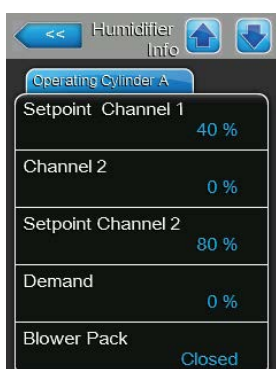 << Humidifier
Info
Operating Cylinder A
Setpoint Channel 1
40 %
Channel 2
0 %
Setpoint Channel 2
80 %
Demand
0 %
Blower Pack
Closed